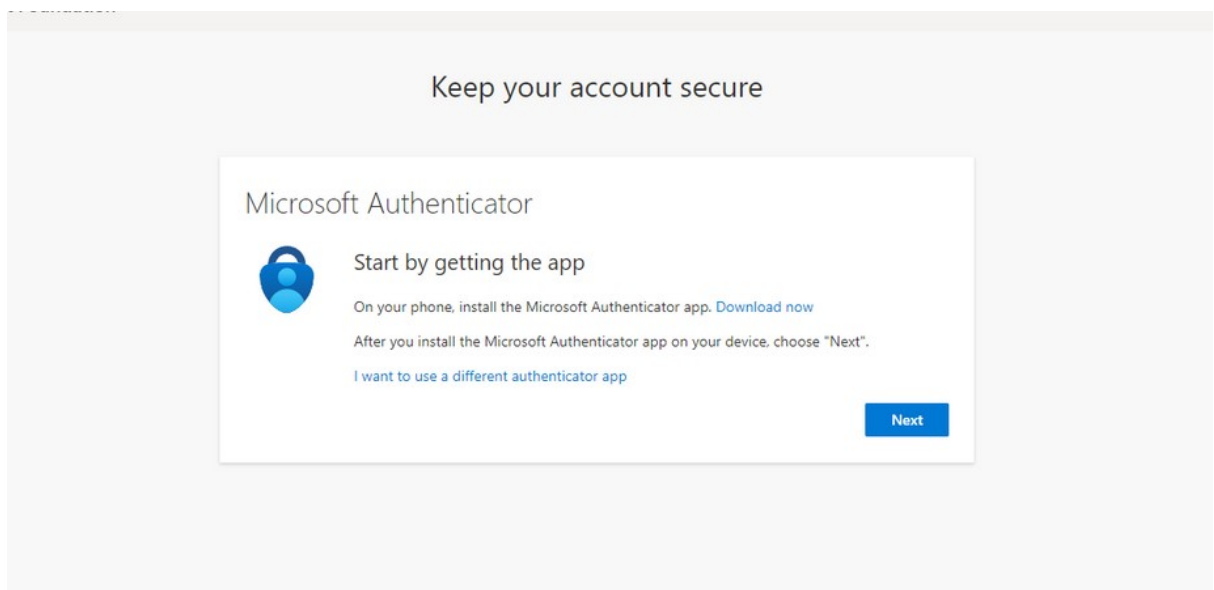 Keep your account secure
Microsoft Authenticator
Start by getting the app
On your phone, install the Microsoft Authenticator app. Download now
After you install the Microsoft Authenticator app on your device, choose "Next".
I want to use a different authenticator app
Next